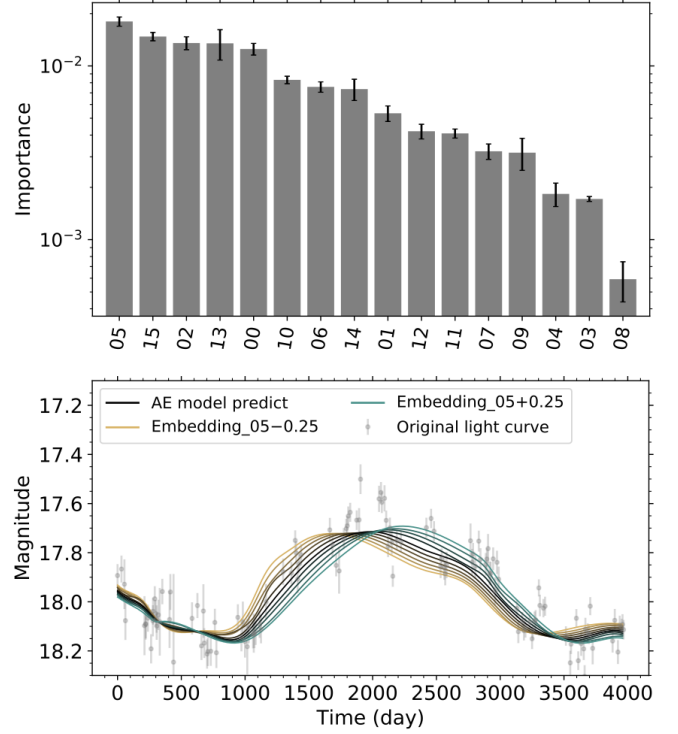 10⁻²
10⁻³
Importance
05 15 02 13 00 10 06 14 01 12 11 07 09 04 03 08
AE model predict
Embedding_05−0.25
Embedding_05+0.25
Original light curve
17.2
17.4
17.6
17.8
18.0
18.2
Magnitude
0 500 1000 1500 2000 2500 3000 3500 4000
Time (day)